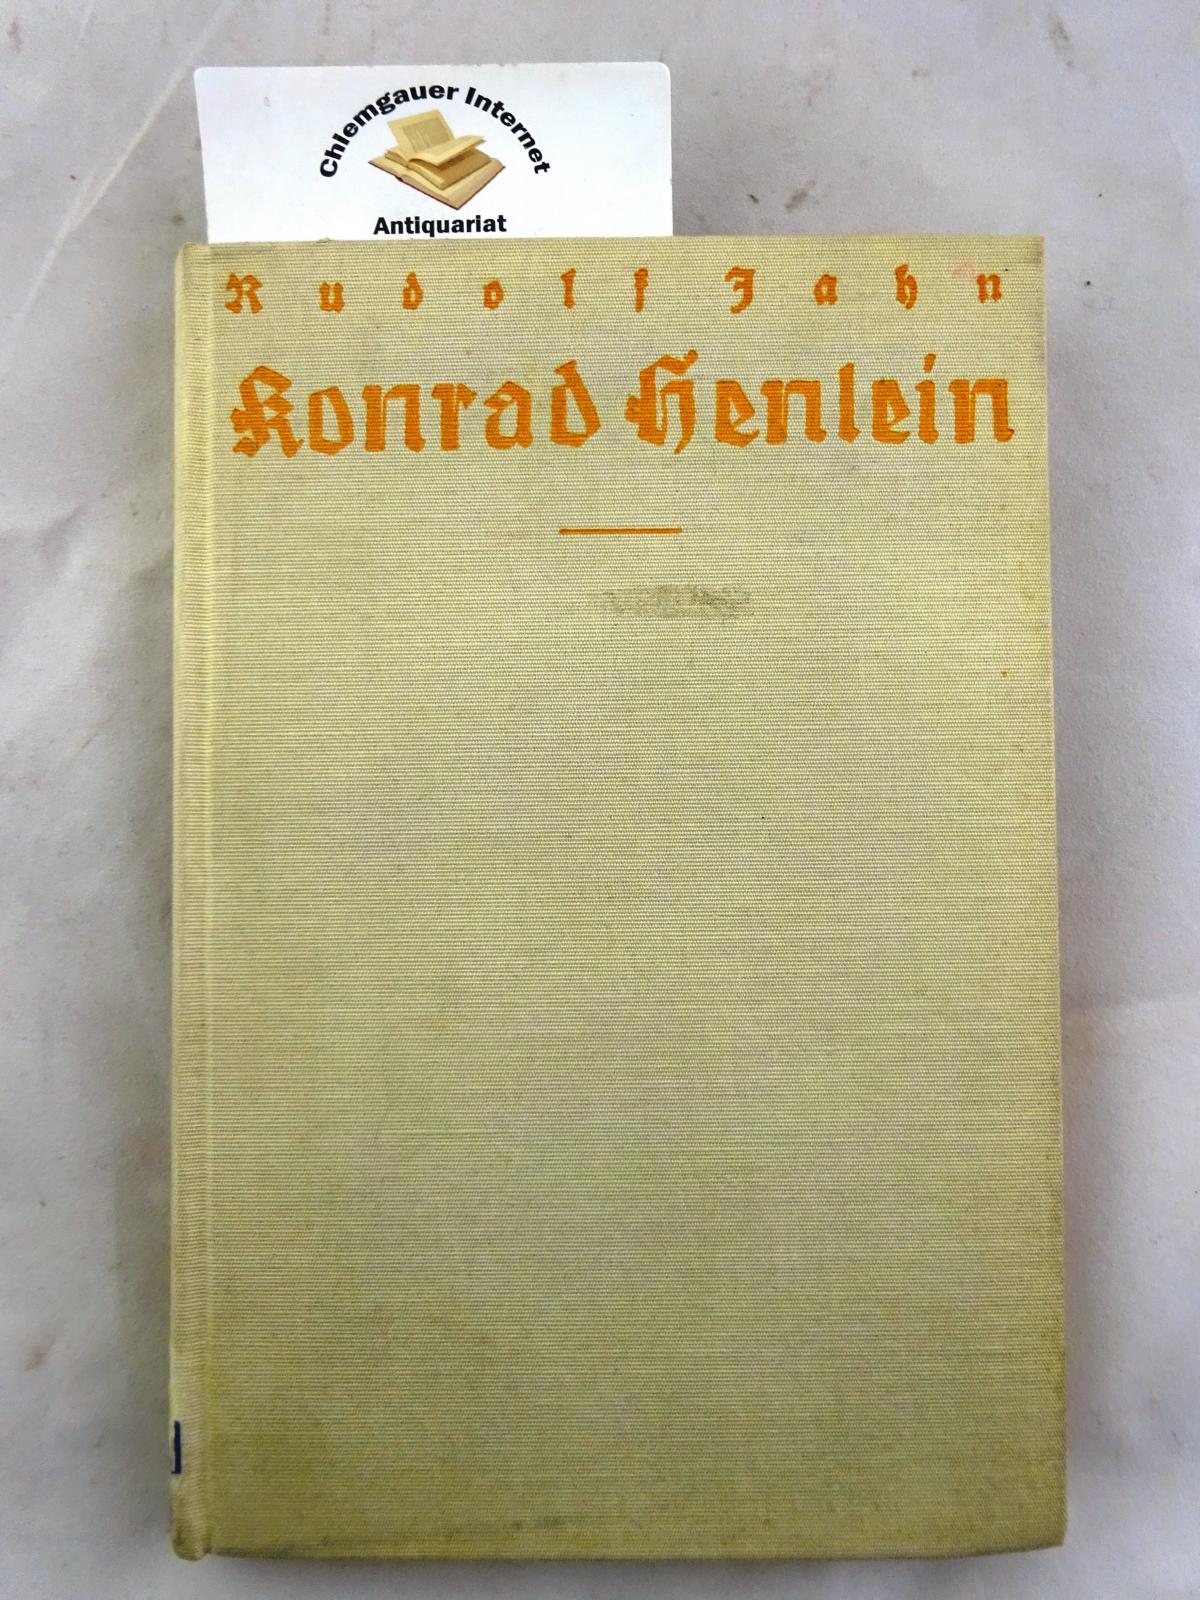 Chiemgauer Internet
Antiquariat
Rudolf Jahn
Konrad Henlein